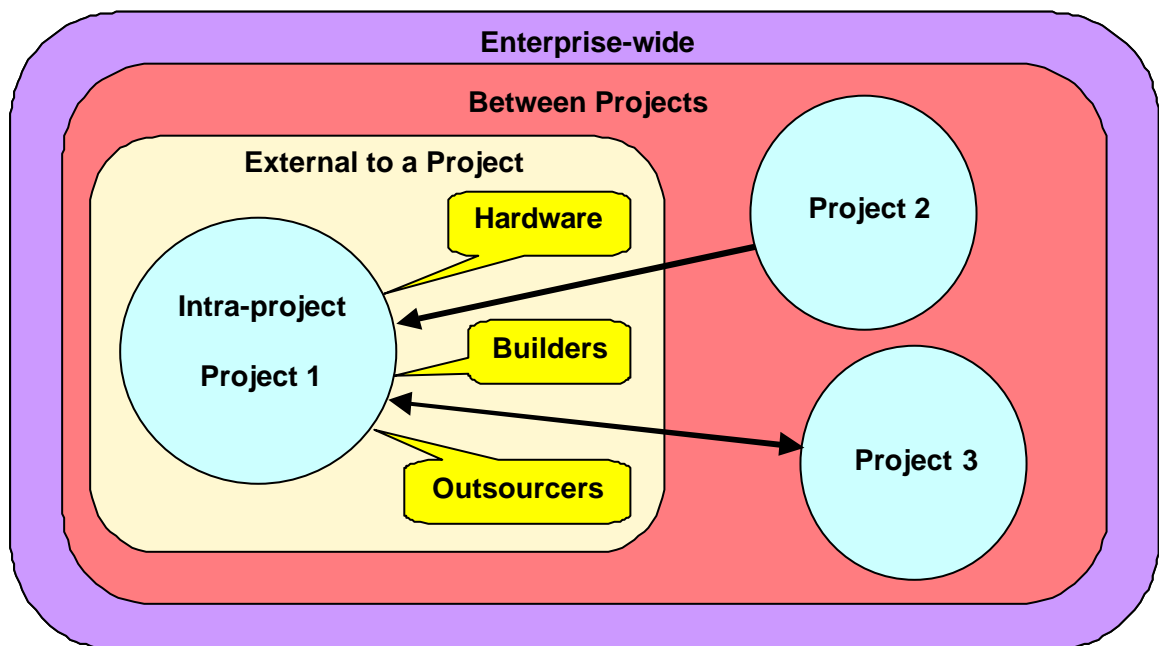 Enterprise-wide
Between Projects
External to a Project
Hardware
Project 2
Intra-project
Project 1
Builders
Project 3
Outsourcers